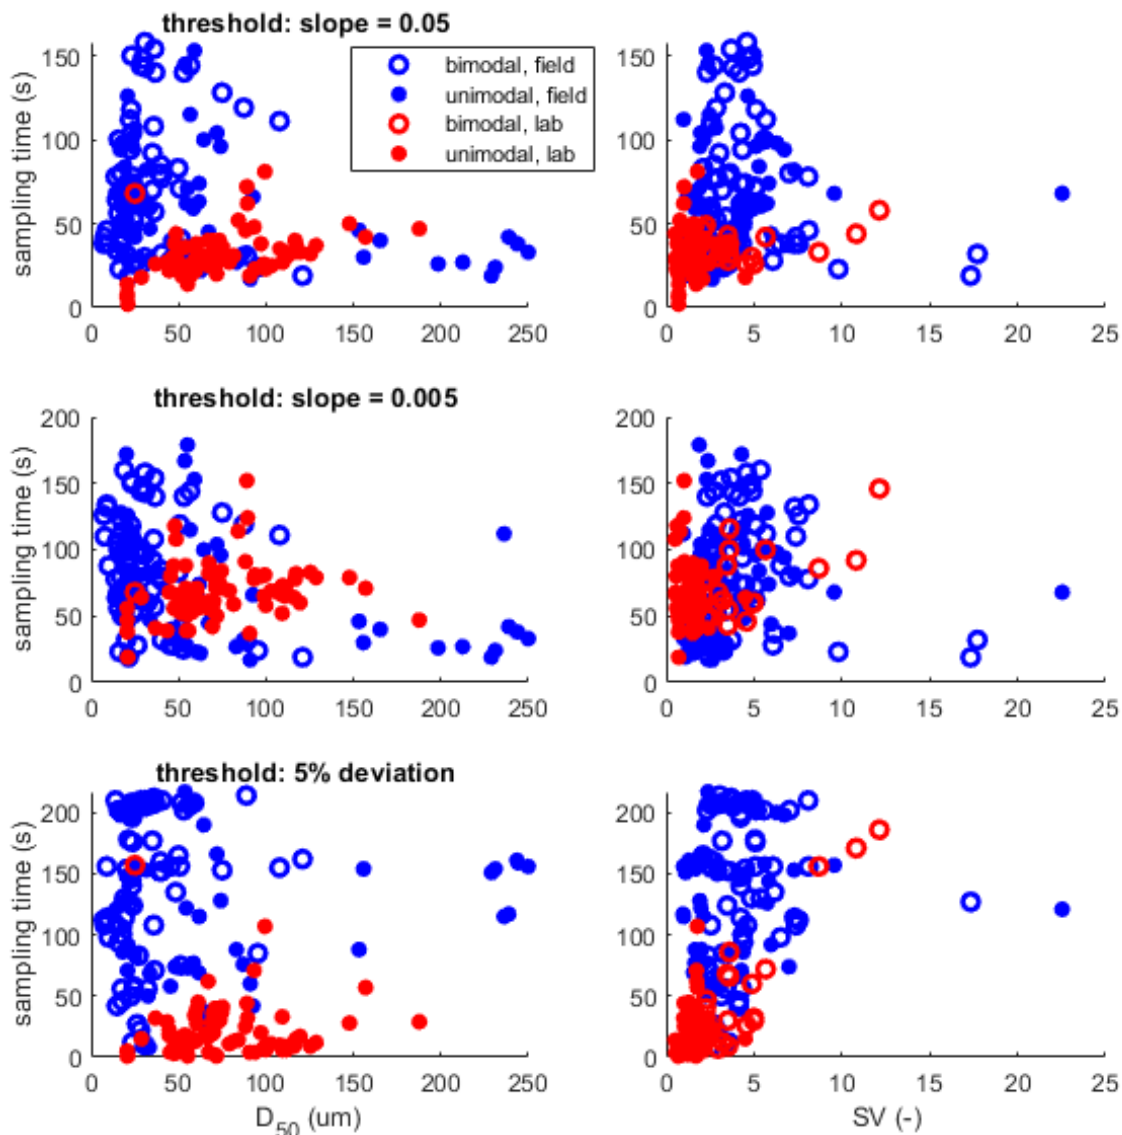 threshold: slope = 0.05
sampling time (s)
150
100
50
0
0 50 100 150 200 250
bimodal, field
unimodal, field
bimodal, lab
unimodal, lab
150
100
50
0
0 5 10 15 20 25
threshold: slope = 0.005
sampling time (s)
200
150
100
50
0
0 50 100 150 200 250
200
150
100
50
0
0 5 10 15 20 25
threshold: 5% deviation
sampling time (s)
200
150
100
50
0
0 50 100 150 200 250
D50 (um)
200
150
100
50
0
0 5 10 15 20 25
SV (-)